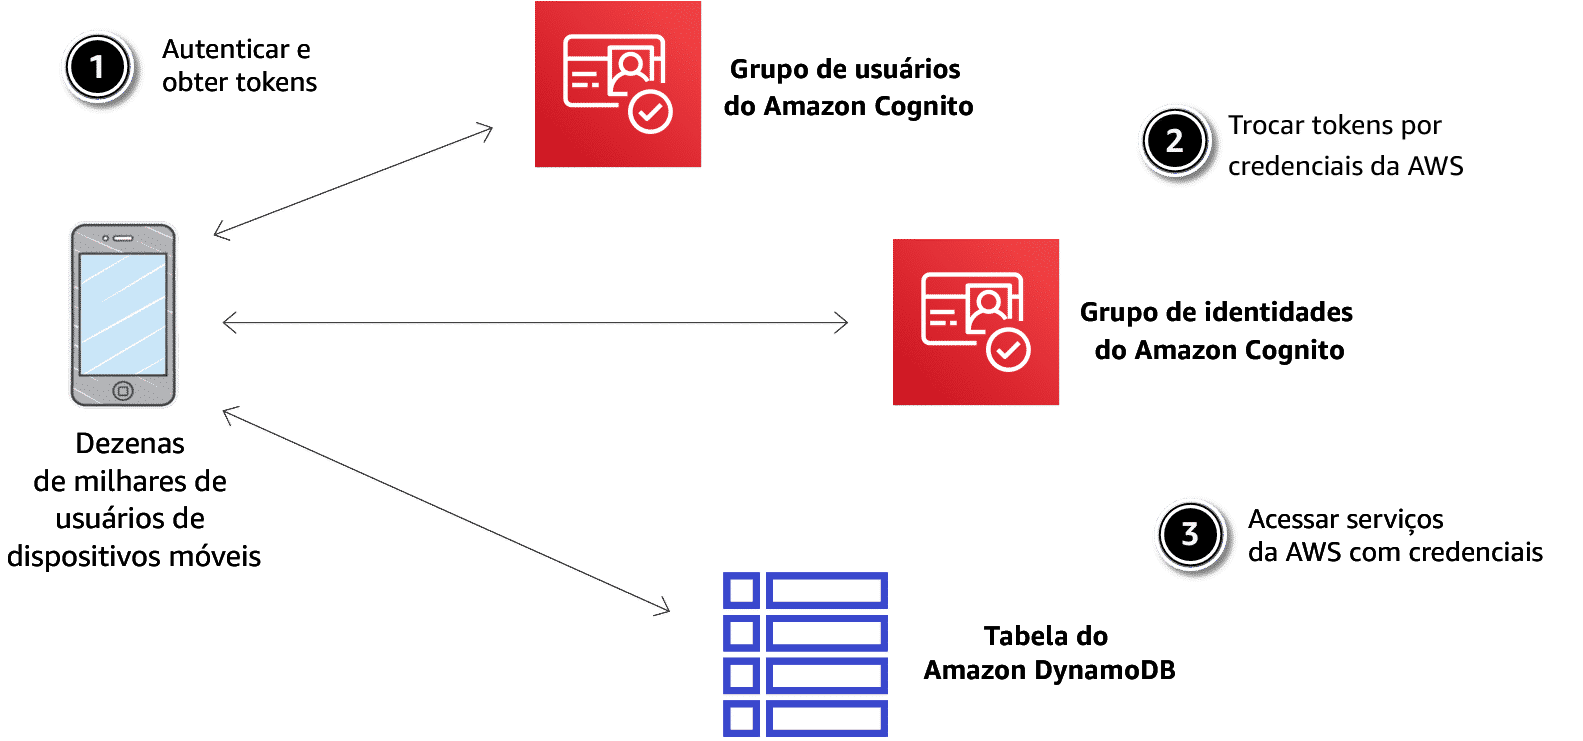 1
Autenticar e
obter tokens
Grupo de usuários
do Amazon Cognito
2
Trocar tokens por
credenciais da AWS
Grupo de identidades
do Amazon Cognito
Dezenas
de milhares de
usuários de
dispositivos móveis
3
Acessar serviços
da AWS com credenciais
Tabela do
Amazon DynamoDB